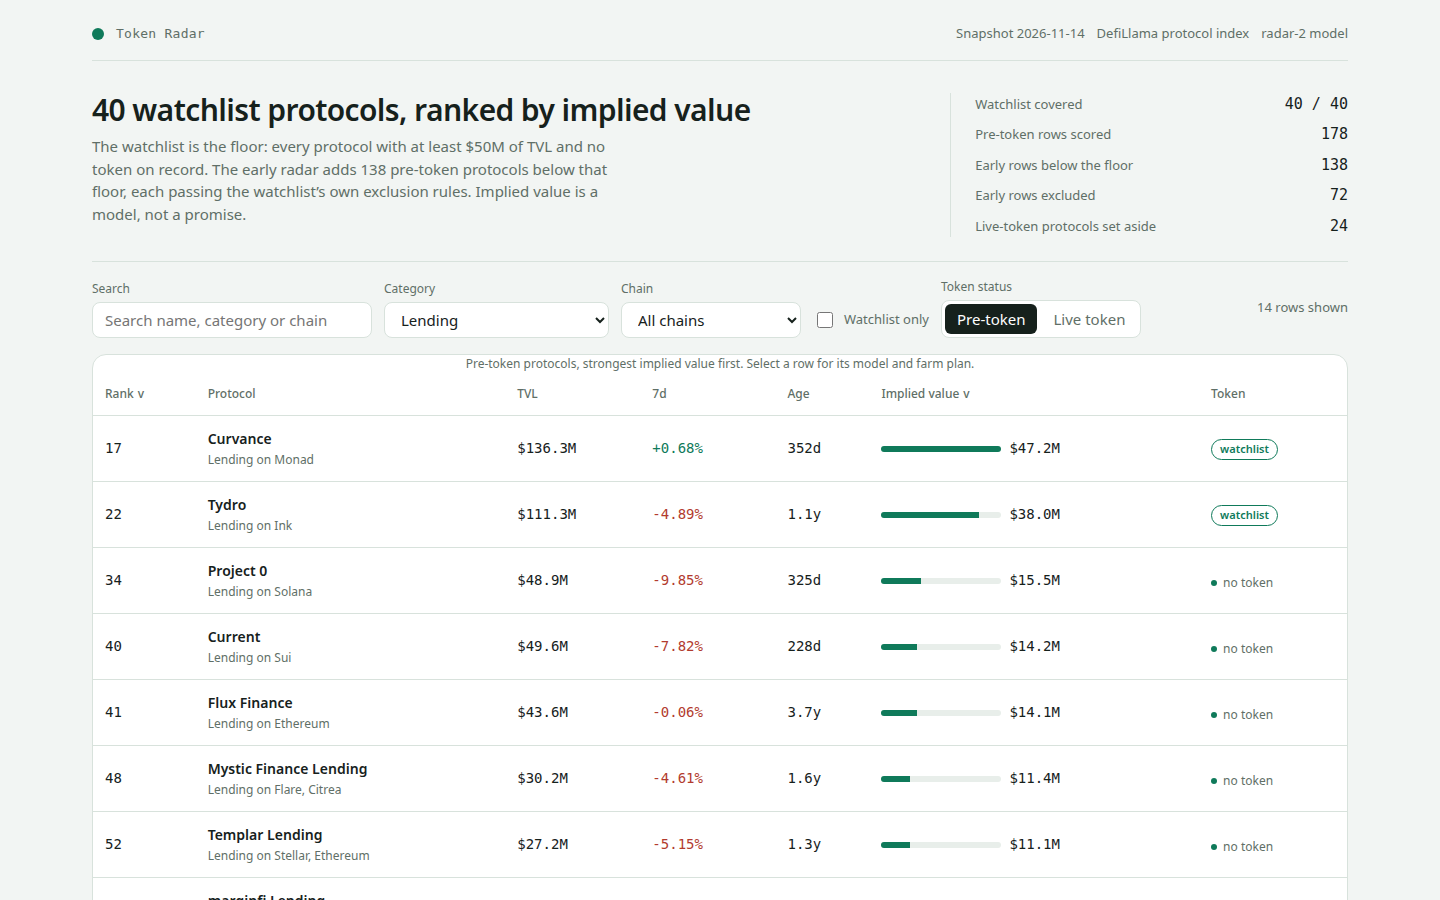 Token Radar
Snapshot 2026-11-14 DefiLlama protocol index radar-2 model
40 watchlist protocols, ranked by implied value
The watchlist is the floor: every protocol with at least $50M of TVL and no
token on record. The early radar adds 138 pre-token protocols below that
floor, each passing the watchlist's own exclusion rules. Implied value is a
model, not a promise.
Watchlist covered 40 / 40
Pre-token rows scored 178
Early rows below the floor 138
Early rows excluded 72
Live-token protocols set aside 24
Search
Search name, category or chain
Category
Lending
Chain
All chains
Watchlist only
Token status
Pre-token Live token
14 rows shown
Pre-token protocols, strongest implied value first. Select a row for its model and farm plan.
Rank v Protocol TVL 7d Age Implied value v Token
17 Curvance $136.3M +0.68% 352d $47.2M watchlist
Lending on Monad
22 Tydro $111.3M -4.89% 1.1y $38.0M watchlist
Lending on Ink
34 Project 0 $48.9M -9.85% 325d $15.5M no token
Lending on Solana
40 Current $49.6M -7.82% 228d $14.2M no token
Lending on Sui
41 Flux Finance $43.6M -0.06% 3.7y $14.1M no token
Lending on Ethereum
48 Mystic Finance Lending $30.2M -4.61% 1.6y $11.4M no token
Lending on Flare, Citrea
52 Templar Lending $27.2M -5.15% 1.3y $11.1M no token
Lending on Stellar, Ethereum
marginfi Lending